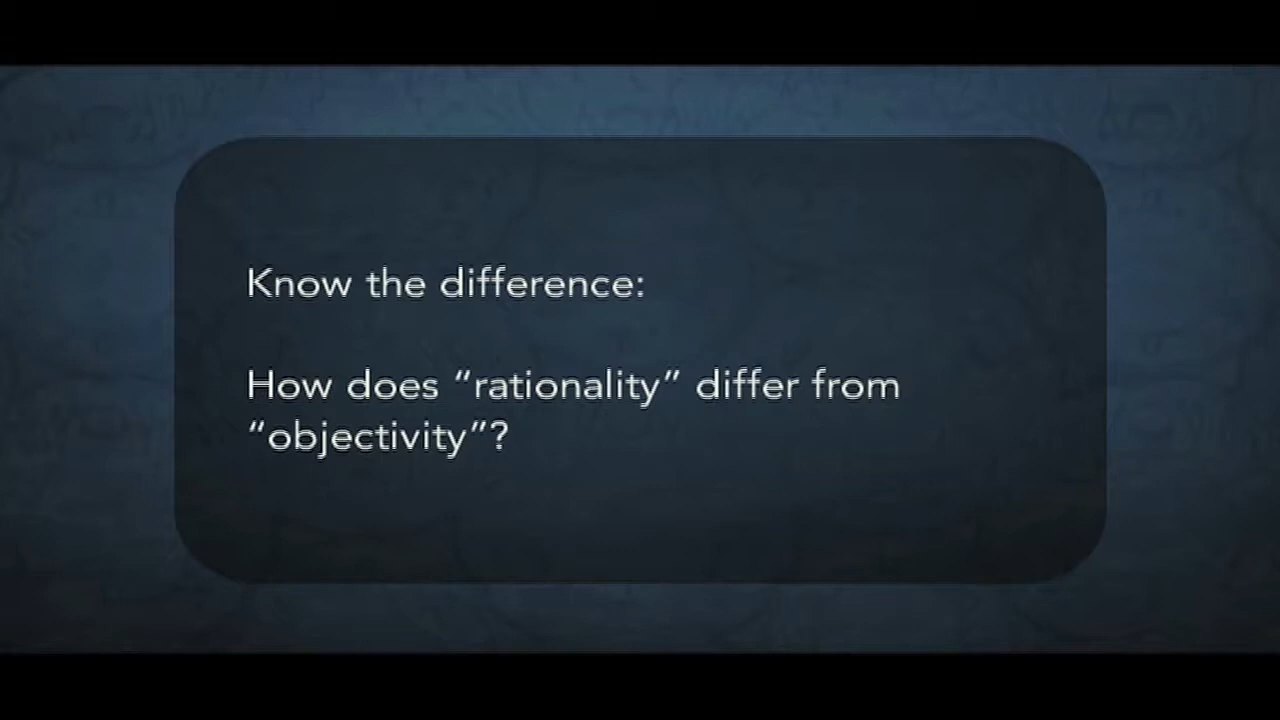 Know the difference:
How does “rationality” differ from
“objectivity”?